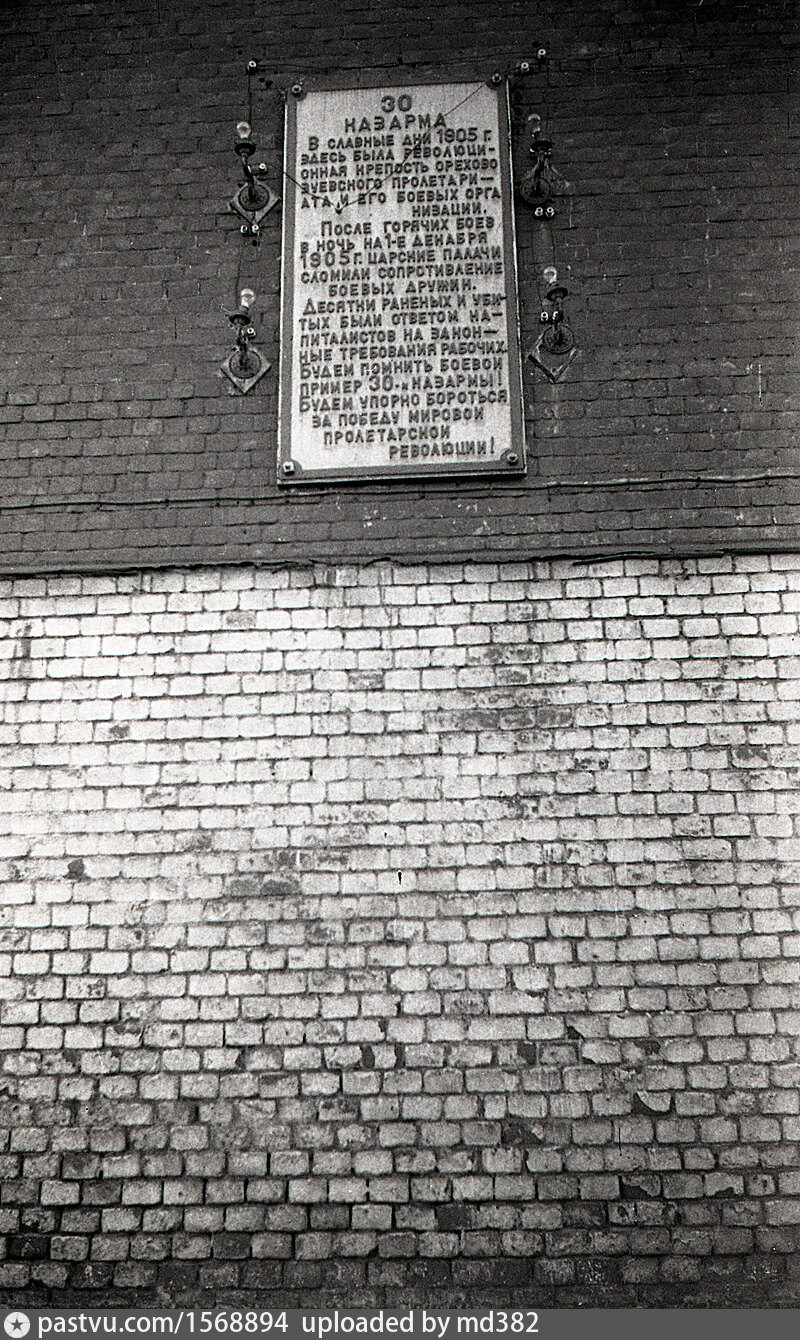 30
КАЗАРМА
В СЛАВНЫЕ ДНИ 1905 Г.
ЗДЕСЬ БЫЛА РЕВОЛЮЦИ-
ОННАЯ КРЕПОСТЬ ОРЕХОВО
ЗУЕВСКОГО ПРОЛЕТАРИ-
АТА И ЕГО БОЕВЫХ ОРГА
НИЗАЦИИ.
ПОСЛЕ ГОРЯЧИХ БОЕВ
В НОЧЬ НА 1-Е ДЕКАБРЯ
1905 Г. ЦАРСКИЕ ПАЛАЧИ
СЛОМИЛИ СОПРОТИВЛЕНИЕ
БОЕВЫХ ДРУЖИН.
ДЕСЯТКИ РАНЕНЫХ И УБИ-
ТЫХ БЫЛИ ОТВЕТОМ КА-
ПИТАЛИСТОВ НА ЗАКОН-
НЫЕ ТРЕБОВАНИЯ РАБОЧИХ.
БУДЕМ ПОМНИТЬ БОЕВОЙ
ПРИМЕР 30-Й КАЗАРМЫ!
БУДЕМ УПОРНО БОРОТЬСЯ
ЗА ПОБЕДУ МИРОВОЙ
ПРОЛЕТАРСКОЙ
РЕВОЛЮЦИИ!
pastvu.com/1568894 uploaded by md382